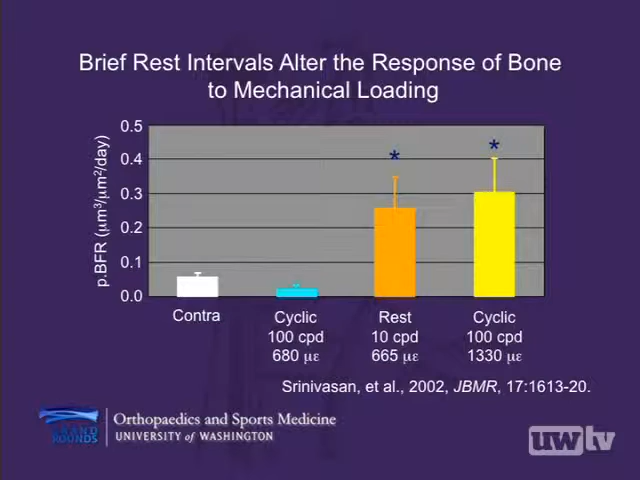 Brief Rest Intervals Alter the Response of Bone
to Mechanical Loading
p.BFR (μm³/μm²/day)
0.5
0.4
0.3
0.2
0.1
0.0
*
*
Contra
Cyclic
100 cpd
680 με
Rest
10 cpd
665 με
Cyclic
100 cpd
1330 με
Srinivasan, et al., 2002, JBMR, 17:1613-20.
GRAND
ROUNDS
Orthopaedics and Sports Medicine
UNIVERSITY of WASHINGTON
uwtv